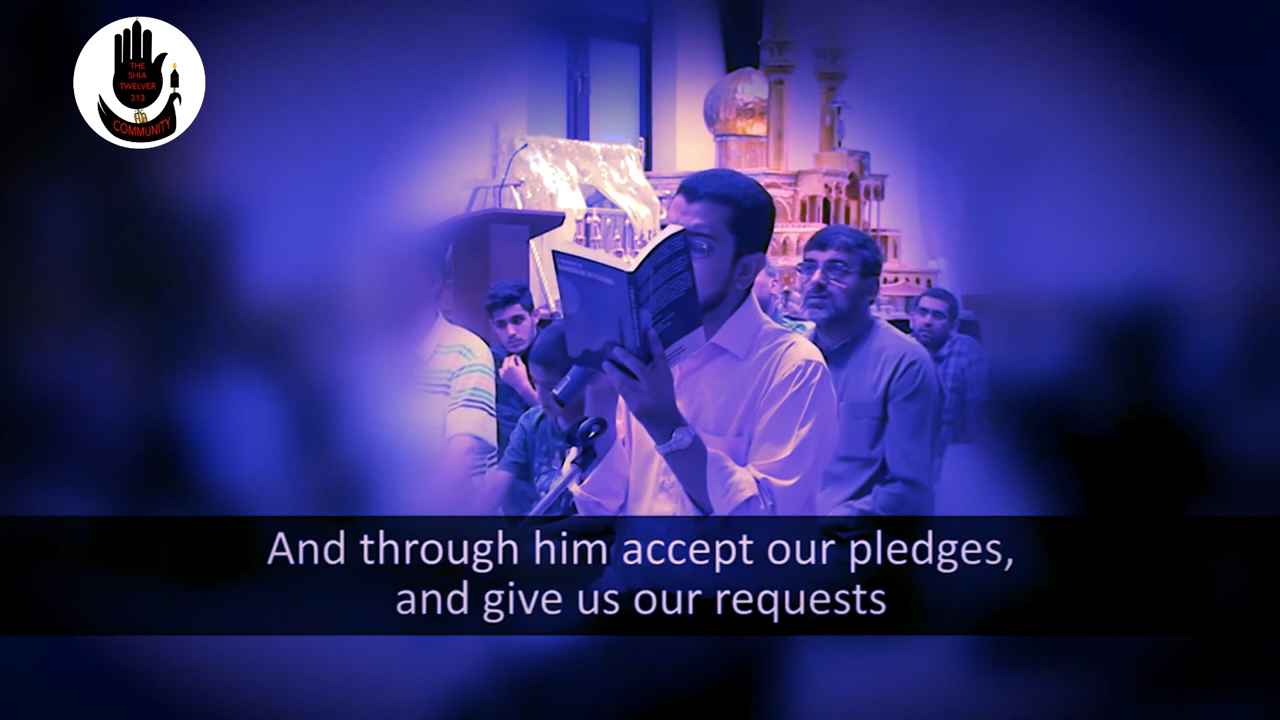 THE
SHIA
TWELVER
313
COMMUNITY
And through him accept our pledges,
and give us our requests